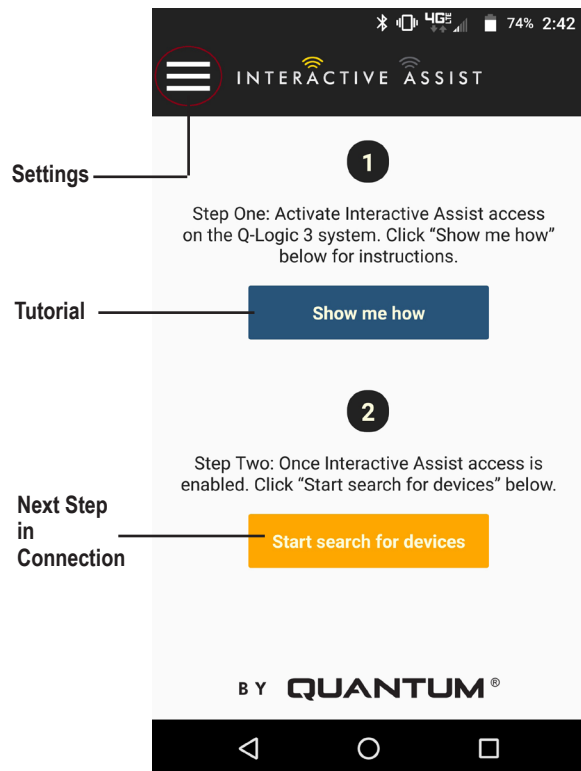 4G LTE 74% 2:42
INTERACTIVE ASSIST
Settings
1
Step One: Activate Interactive Assist access
on the Q-Logic 3 system. Click “Show me how”
below for instructions.
Tutorial
Show me how
2
Step Two: Once Interactive Assist access is
enabled. Click “Start search for devices” below.
Next Step
in
Connection
Start search for devices
BY QUANTUM®